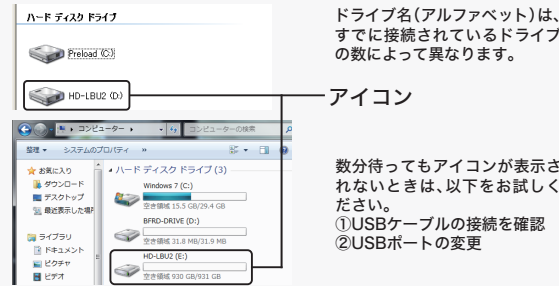 ハード ディスク ドライブ
Preload (C:)
HD-LBU2 (D:)
ドライブ名(アルファベット)は、
すでに接続されているドライブ
の数によって異なります。
アイコン
コンピューター
コンピューターの検索
整理
システムのプロパティ
»
お気に入り
ダウンロード
デスクトップ
最近表示した場所
ライブラリ
ドキュメント
ピクチャ
ビデオ
ハード ディスク ドライブ (3)
Windows 7 (C:)
空き領域 15.5 GB/29.4 GB
BFRD-DRIVE (D:)
空き領域 31.8 MB/31.9 MB
HD-LBU2 (E:)
空き領域 930 GB/931 GB
数分待ってもアイコンが表示さ
れないときは、以下をお試しく
ださい。
①USBケーブルの接続を確認
②USBポートの変更